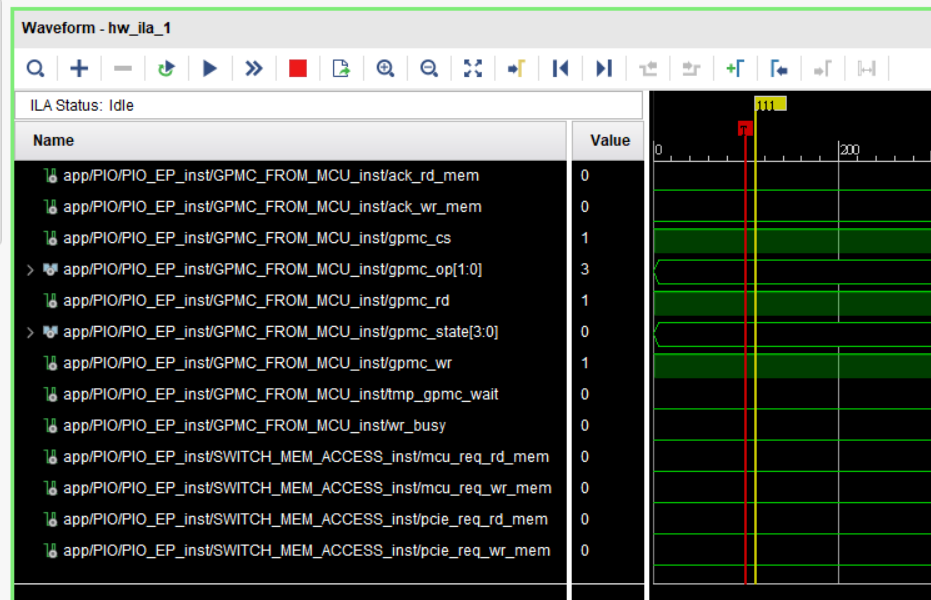 Waveform - hw_ila_1
ILA Status: Idle
111
T
Name Value
0 200
app/PIO/PIO_EP_inst/GPMC_FROM_MCU_inst/ack_rd_mem 0
app/PIO/PIO_EP_inst/GPMC_FROM_MCU_inst/ack_wr_mem 0
app/PIO/PIO_EP_inst/GPMC_FROM_MCU_inst/gpmc_cs 1
app/PIO/PIO_EP_inst/GPMC_FROM_MCU_inst/gpmc_op[1:0] 3
app/PIO/PIO_EP_inst/GPMC_FROM_MCU_inst/gpmc_rd 1
app/PIO/PIO_EP_inst/GPMC_FROM_MCU_inst/gpmc_state[3:0] 0
app/PIO/PIO_EP_inst/GPMC_FROM_MCU_inst/gpmc_wr 1
app/PIO/PIO_EP_inst/GPMC_FROM_MCU_inst/tmp_gpmc_wait 0
app/PIO/PIO_EP_inst/GPMC_FROM_MCU_inst/wr_busy 0
app/PIO/PIO_EP_inst/SWITCH_MEM_ACCESS_inst/mcu_req_rd_mem 0
app/PIO/PIO_EP_inst/SWITCH_MEM_ACCESS_inst/mcu_req_wr_mem 0
app/PIO/PIO_EP_inst/SWITCH_MEM_ACCESS_inst/pcie_req_rd_mem 0
app/PIO/PIO_EP_inst/SWITCH_MEM_ACCESS_inst/pcie_req_wr_mem 0